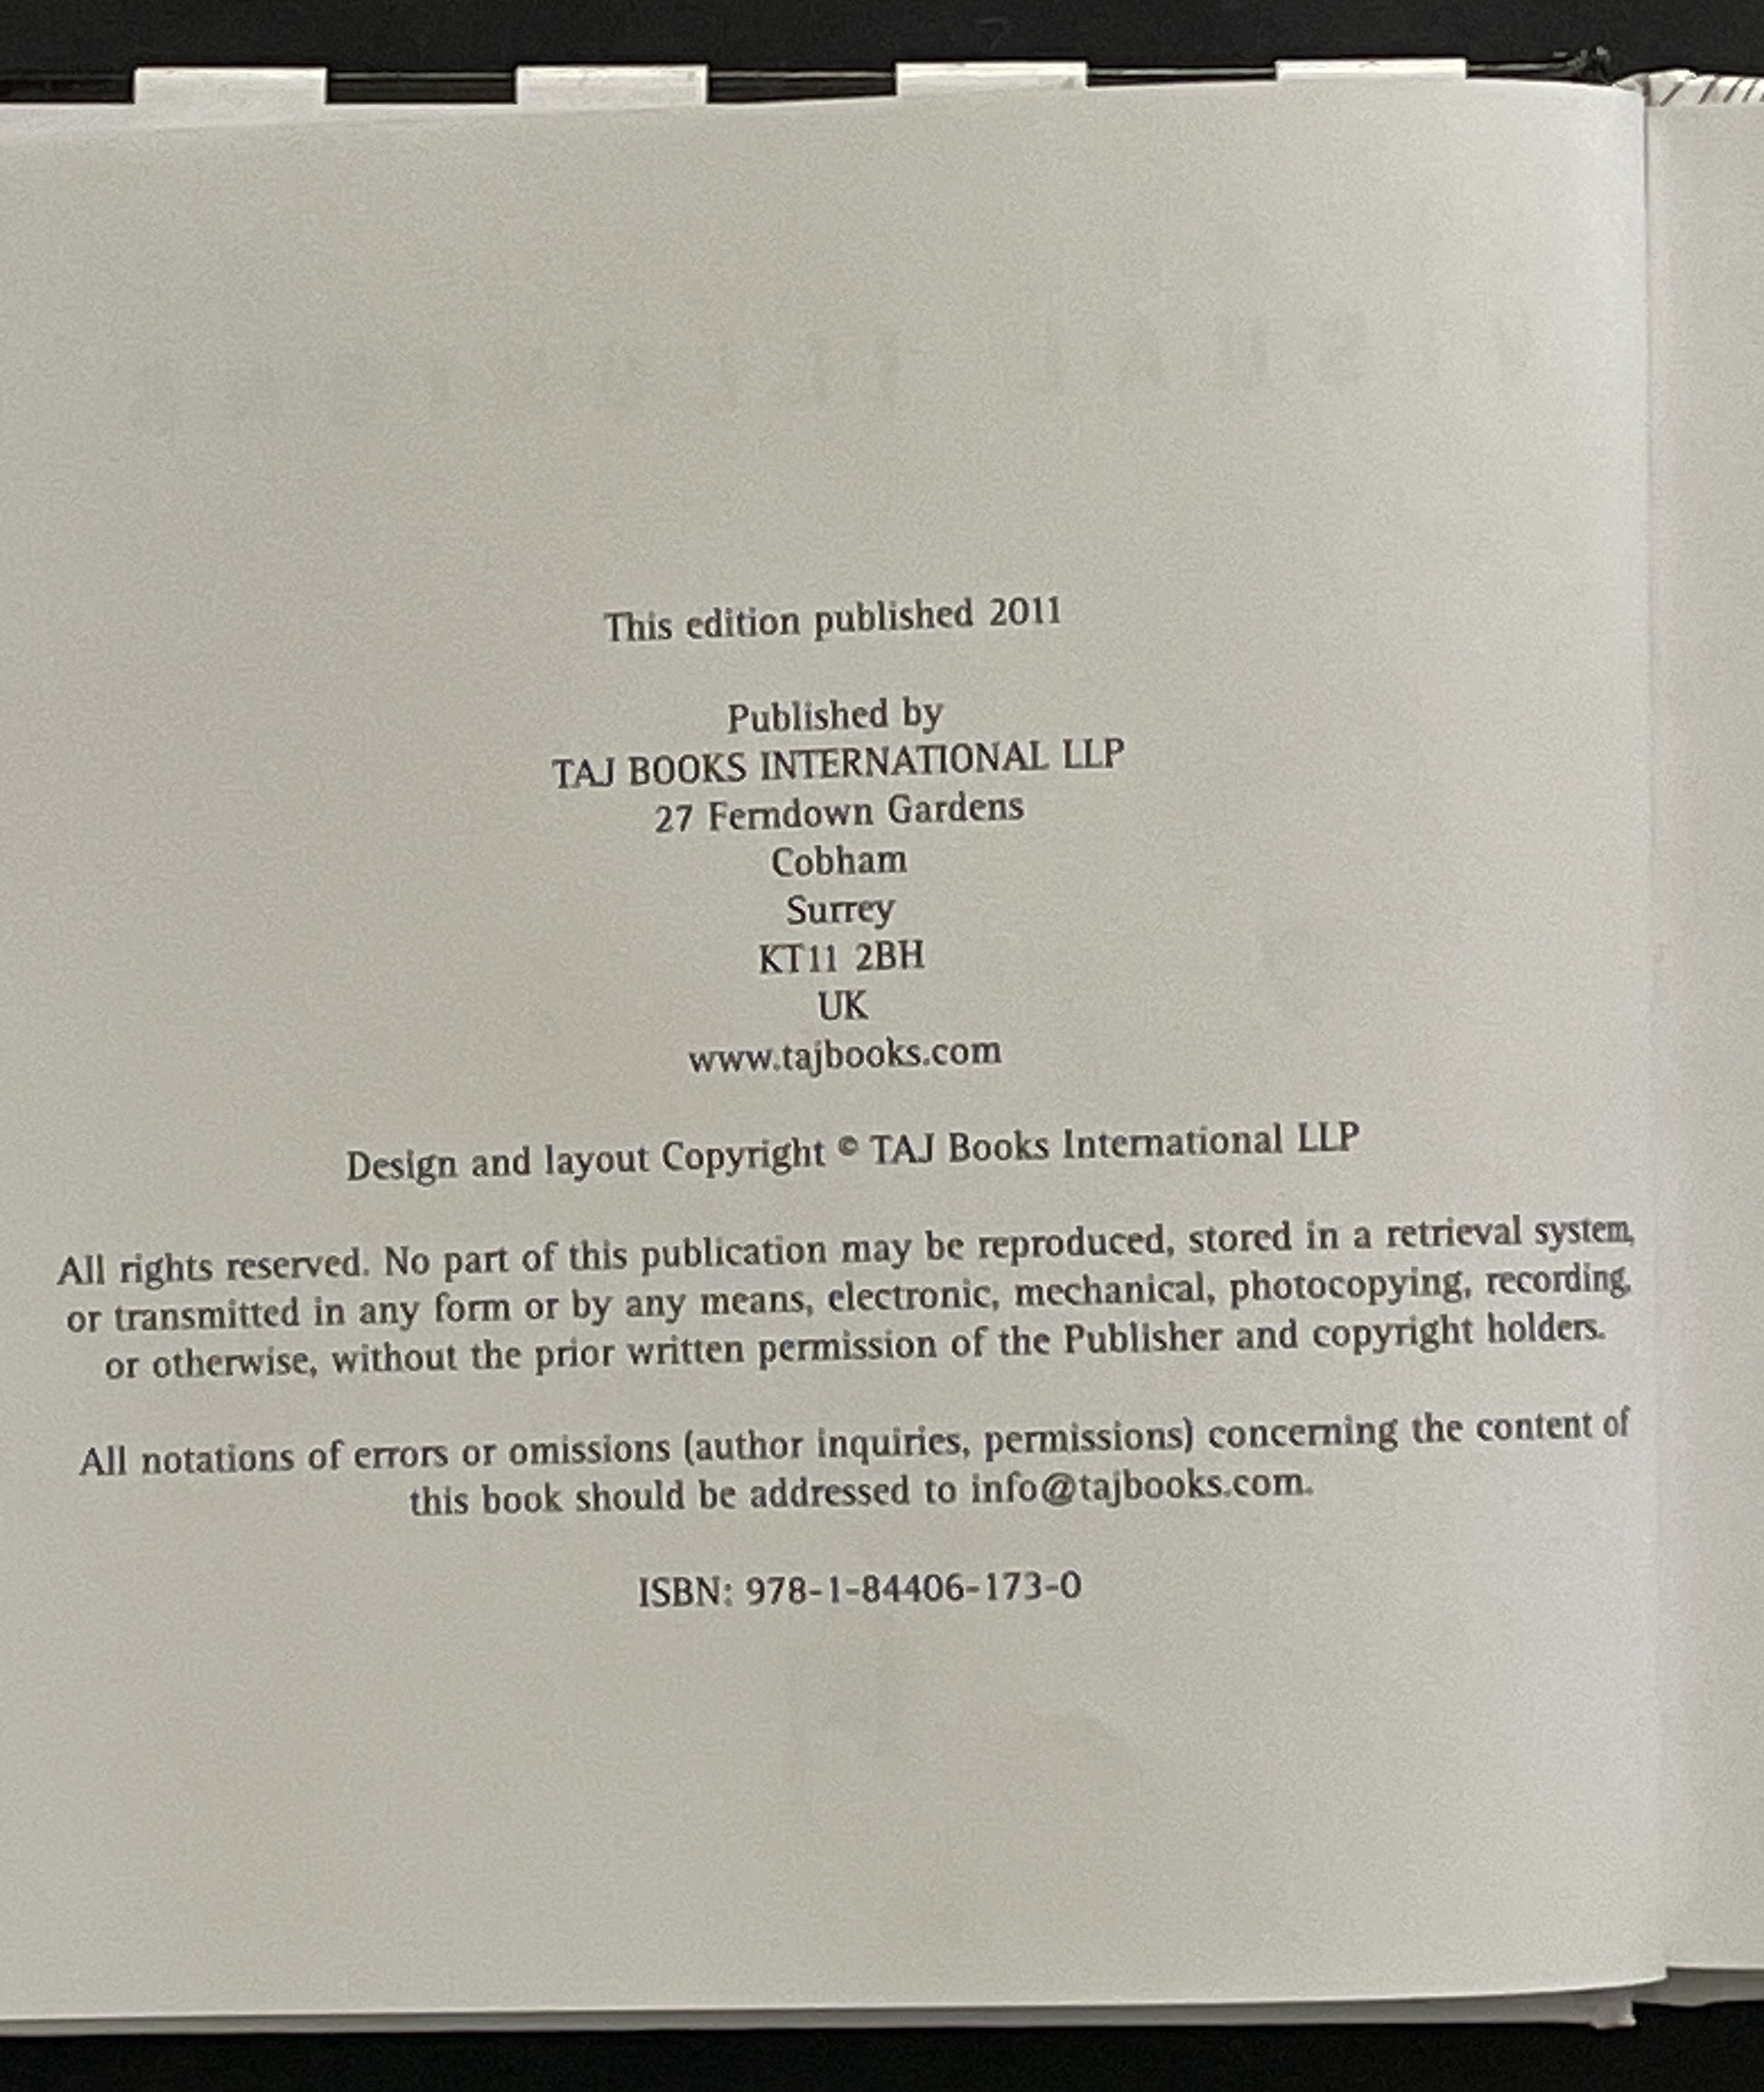 This edition published 2011
Published by
TAJ BOOKS INTERNATIONAL LLP
27 Ferndown Gardens
Cobham
Surrey
KT11 2BH
UK
www.tajbooks.com
Design and layout Copyright © TAJ Books International LLP
All rights reserved. No part of this publication may be reproduced, stored in a retrieval system,
or transmitted in any form or by any means, electronic, mechanical, photocopying, recording,
or otherwise, without the prior written permission of the Publisher and copyright holders.
All notations of errors or omissions (author inquiries, permissions) concerning the content of
this book should be addressed to info@tajbooks.com.
ISBN: 978-1-84406-173-0